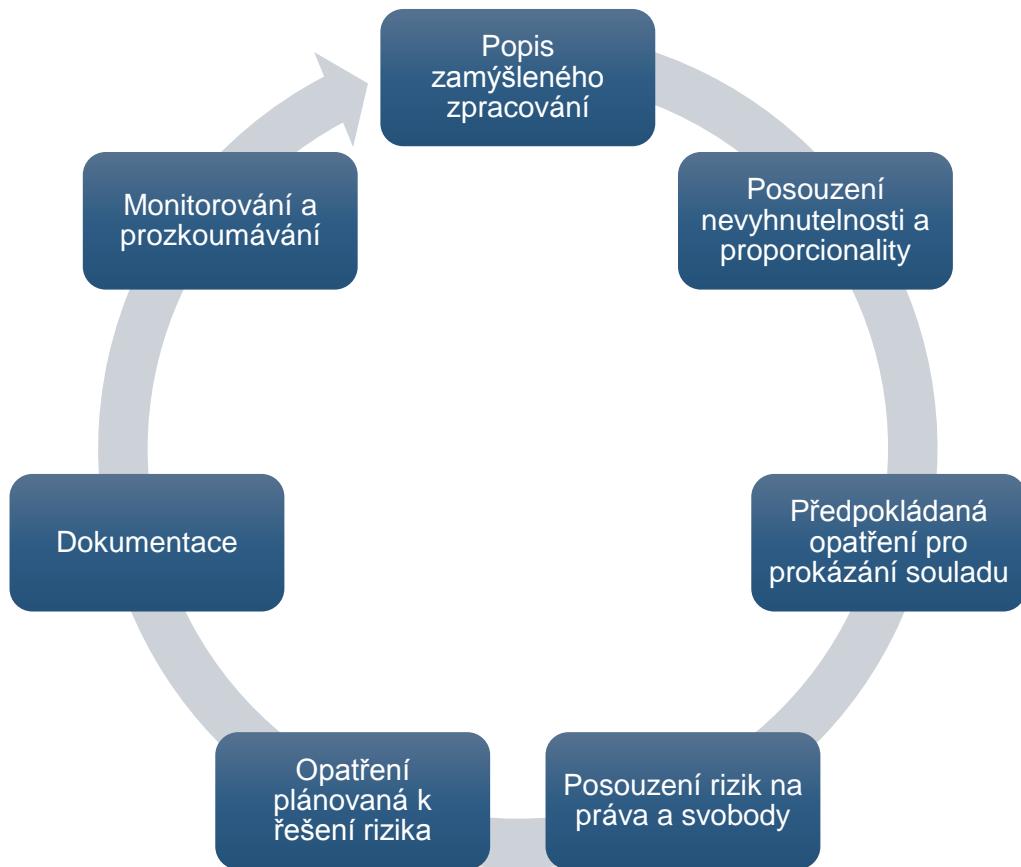 Popis
zamýšleného
zpracování
Posouzení
nevyhnutelnosti a
proporcionality
Předpokládaná
opatření pro
prokázání souladu
Posouzení rizik na
práva a svobody
Opatření
plánovaná k
řešení rizika
Dokumentace
Monitorování a
prozkoumávání